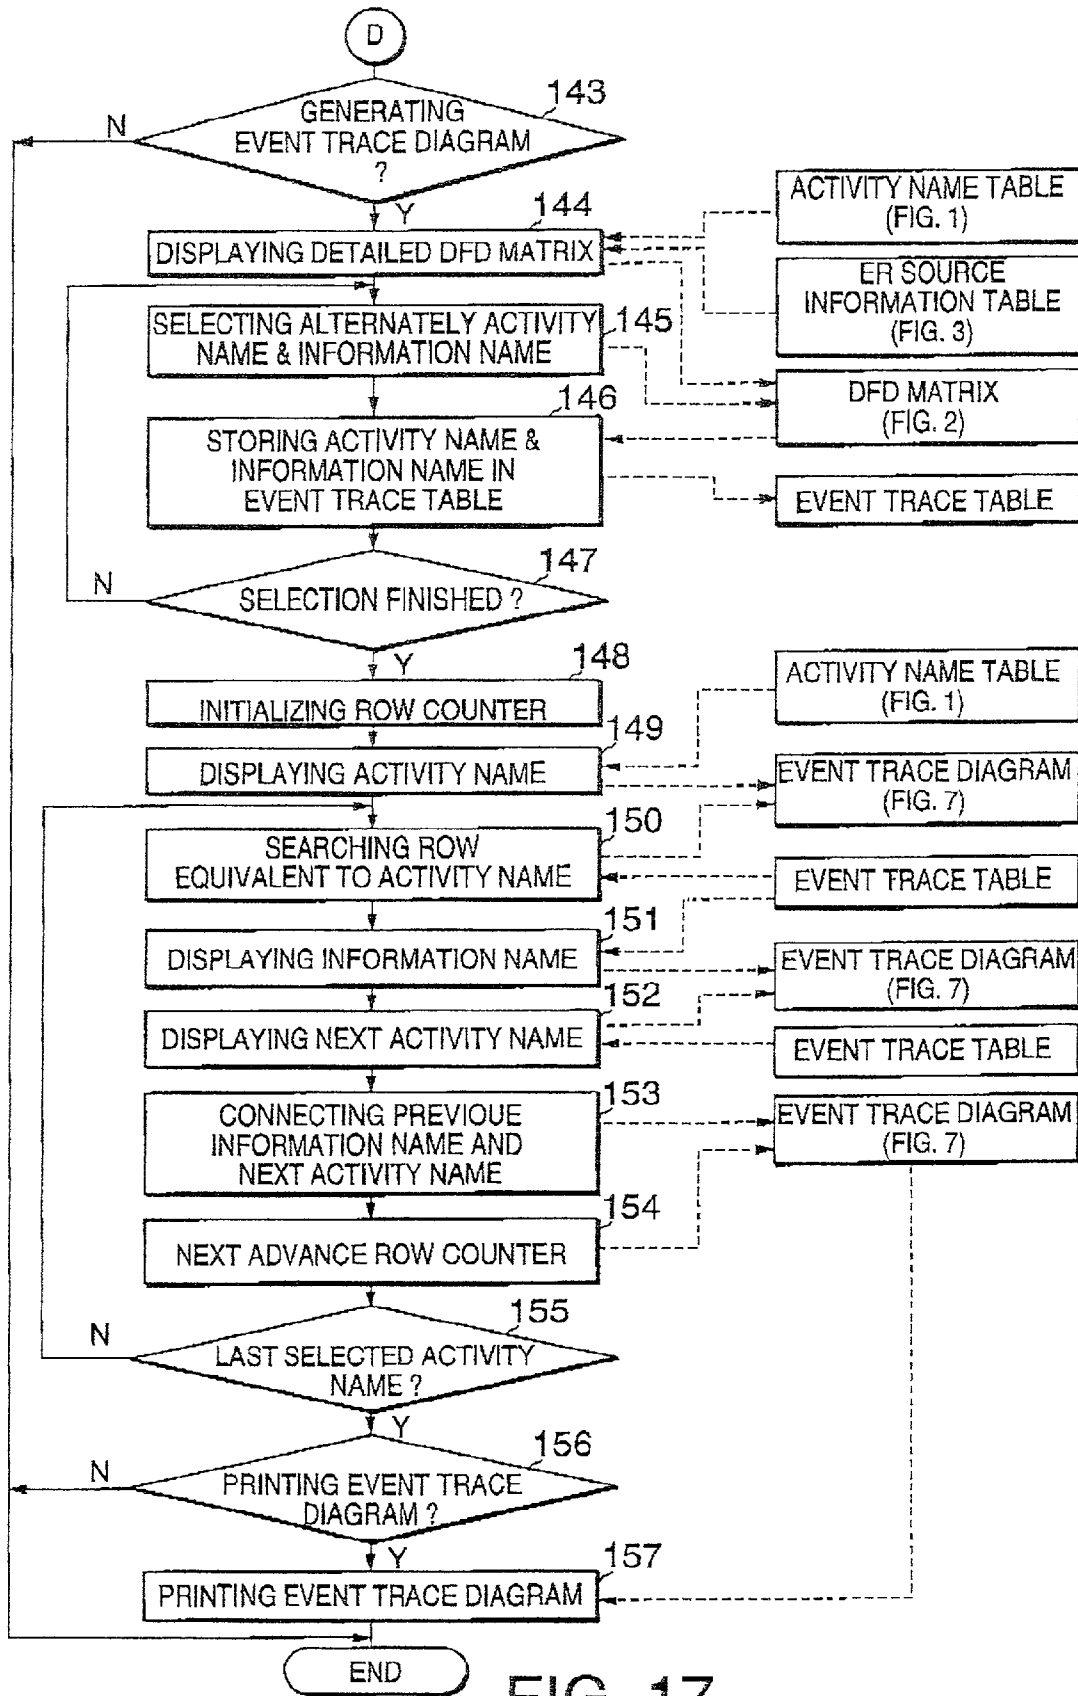 D
143
GENERATING
EVENT TRACE DIAGRAM
?
N
Y
144
DISPLAYING DETAILED DFD MATRIX
ACTIVITY NAME TABLE
(FIG. 1)
ER SOURCE
INFORMATION TABLE
(FIG. 3)
145
SELECTING ALTERNATELY ACTIVITY
NAME & INFORMATION NAME
DFD MATRIX
(FIG. 2)
146
STORING ACTIVITY NAME &
INFORMATION NAME IN
EVENT TRACE TABLE
EVENT TRACE TABLE
147
SELECTION FINISHED ?
N
Y
148
INITIALIZING ROW COUNTER
ACTIVITY NAME TABLE
(FIG. 1)
149
DISPLAYING ACTIVITY NAME
EVENT TRACE DIAGRAM
(FIG. 7)
150
SEARCHING ROW
EQUIVALENT TO ACTIVITY NAME
EVENT TRACE TABLE
151
DISPLAYING INFORMATION NAME
EVENT TRACE DIAGRAM
(FIG. 7)
152
DISPLAYING NEXT ACTIVITY NAME
EVENT TRACE TABLE
153
CONNECTING PREVIOUE
INFORMATION NAME AND
NEXT ACTIVITY NAME
EVENT TRACE DIAGRAM
(FIG. 7)
154
NEXT ADVANCE ROW COUNTER
155
LAST SELECTED ACTIVITY
NAME ?
N
Y
156
PRINTING EVENT TRACE
DIAGRAM ?
N
Y
157
PRINTING EVENT TRACE DIAGRAM
END
FIG. 17